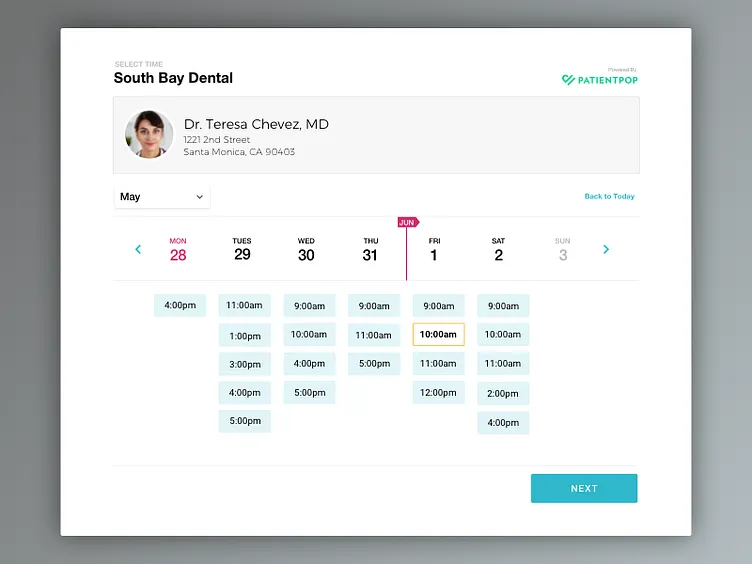 SELECT TIME
South Bay Dental
Powered By
PATIENTPOP
Dr. Teresa Chevez, MD
1221 2nd Street
Santa Monica, CA 90403
May
Back to Today
JUN
MON TUES WED THU FRI SAT SUN
28 29 30 31 1 2 3
4:00pm 11:00am 9:00am 9:00am 9:00am 9:00am
1:00pm 10:00am 11:00am 10:00am 10:00am
3:00pm 4:00pm 5:00pm 11:00am 11:00am
4:00pm 5:00pm 12:00pm 2:00pm
5:00pm 4:00pm
NEXT